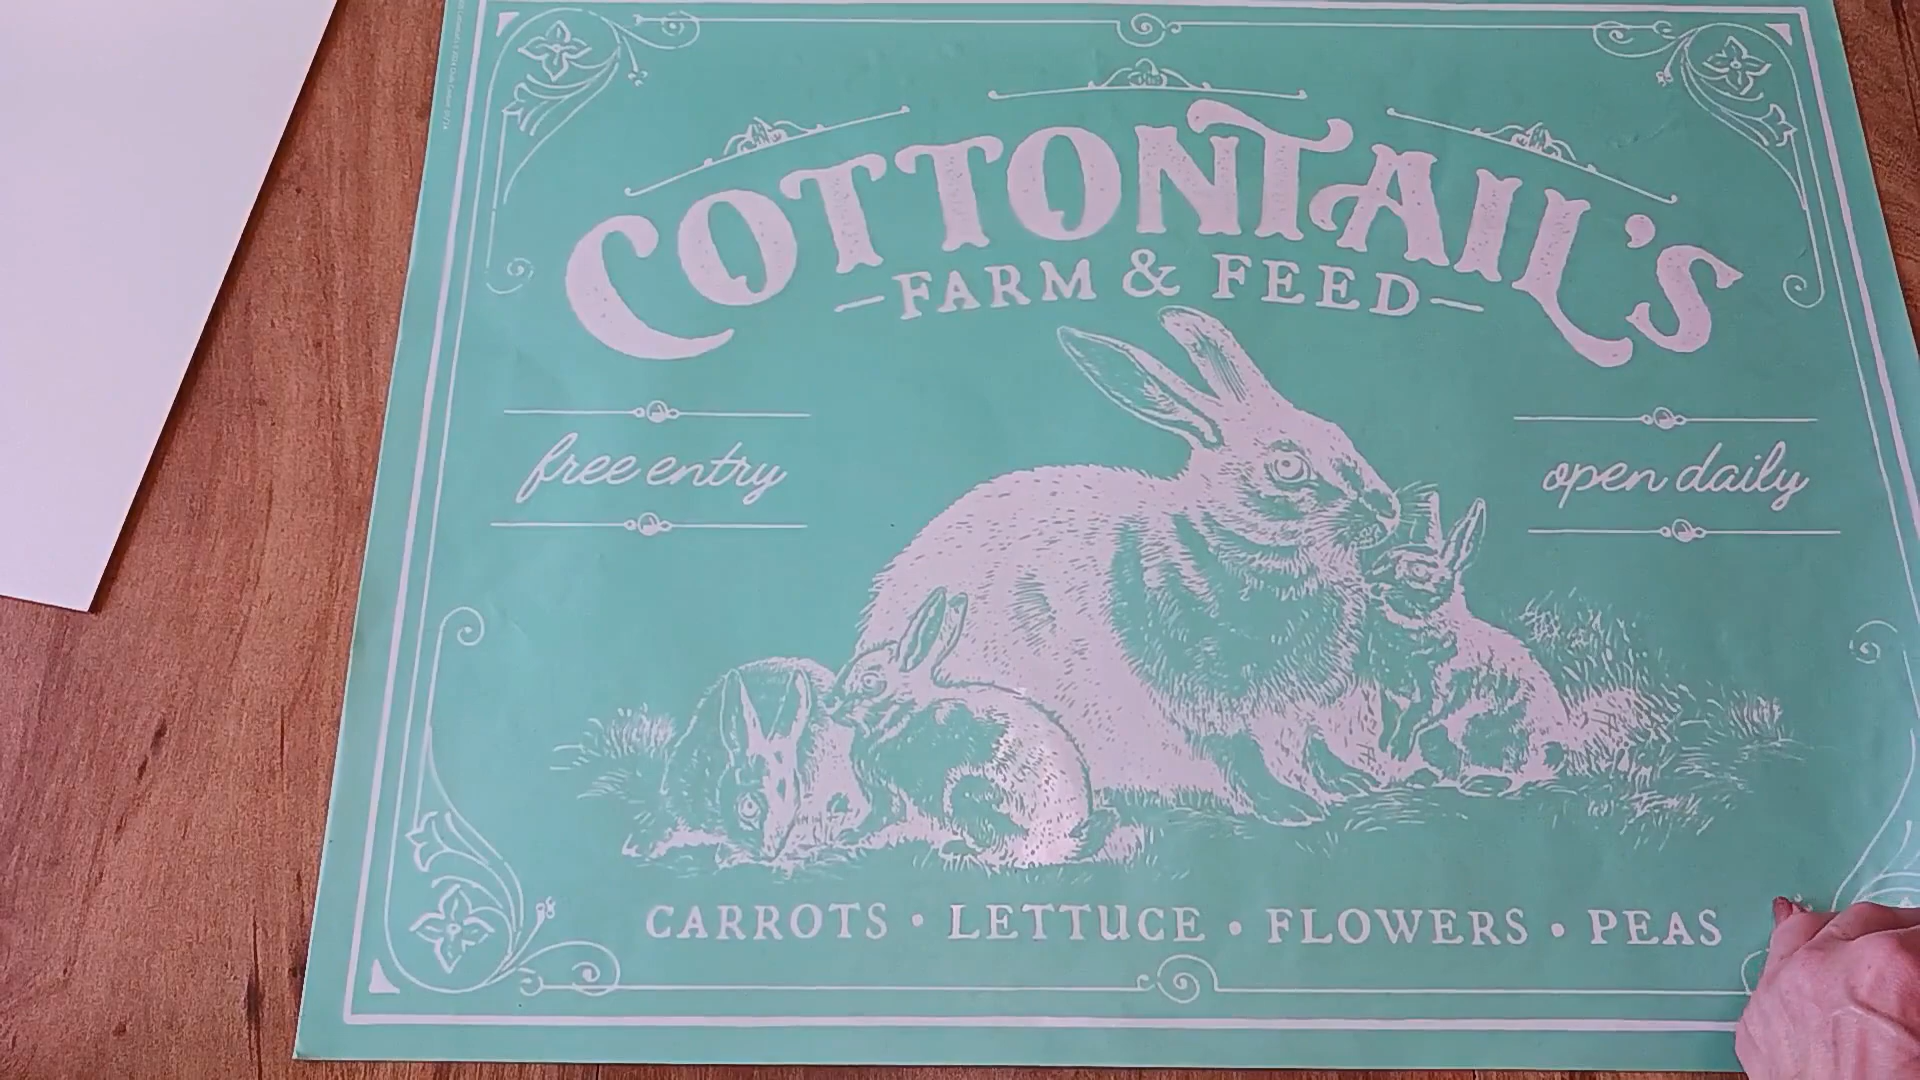 COTTONTAIL'S
FARM & FEED
free entry
open daily
CARROTS • LETTUCE • FLOWERS • PEAS